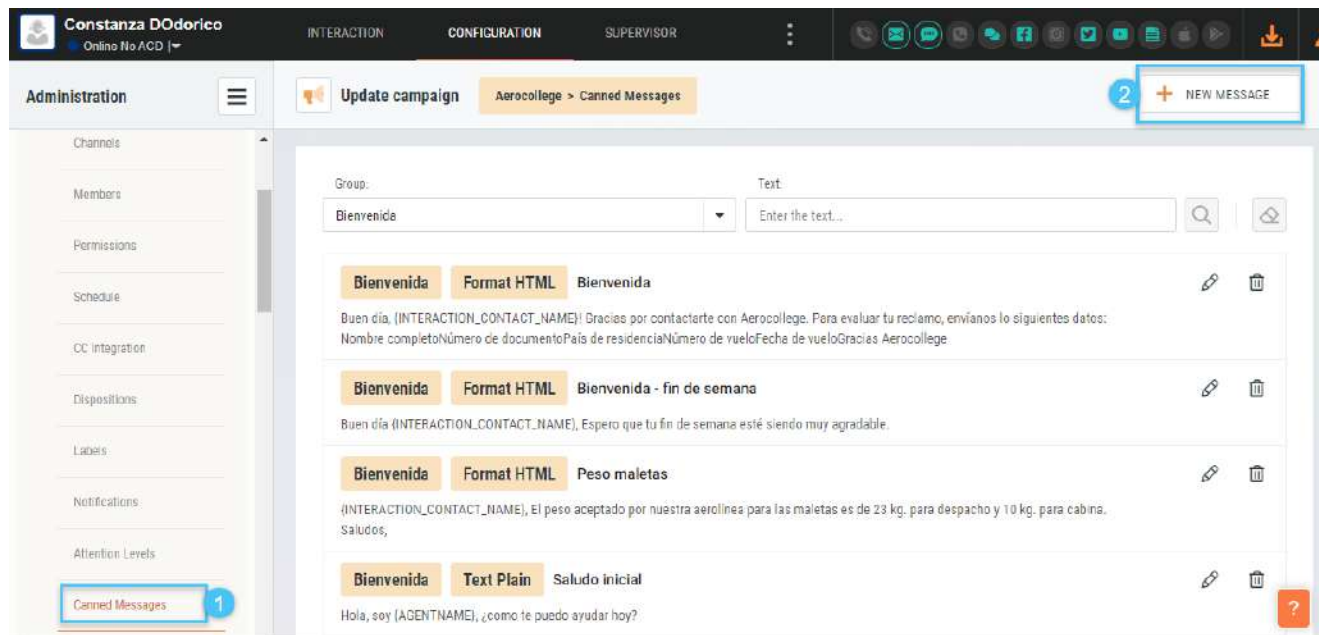 Constanza DOdorico
Online No ACD
INTERACTION
CONFIGURATION
SUPERVISOR
Administration
Update campaign
Aerocollege > Canned Messages
2
NEW MESSAGE
Channels
Members
Permissions
Schedule
CC Integration
Dispositions
Labels
Notifications
Attention Levels
Canned Messages
1
Group:
Text:
Bienvenida
Enter the text...
Bienvenida Format HTML Bienvenida
Buen día, {INTERACTION_CONTACT_NAME}! Gracias por contactarte con Aerocollege. Para evaluar tu reclamo, envíanos lo siguientes datos:
Nombre completoNúmero de documentoPaís de residenciaNúmero de vueloFecha de vueloGracias Aerocollege
Bienvenida Format HTML Bienvenida - fin de semana
Buen día {INTERACTION_CONTACT_NAME}, Espero que tu fin de semana esté siendo muy agradable.
Bienvenida Format HTML Peso maletas
{INTERACTION_CONTACT_NAME}, El peso aceptado por nuestra aerolínea para las maletas es de 23 kg. para despacho y 10 kg. para cabina.
Saludos,
Bienvenida Text Plain Saludo inicial
Hola, soy {AGENTNAME}, ¿como te puedo ayudar hoy?
?